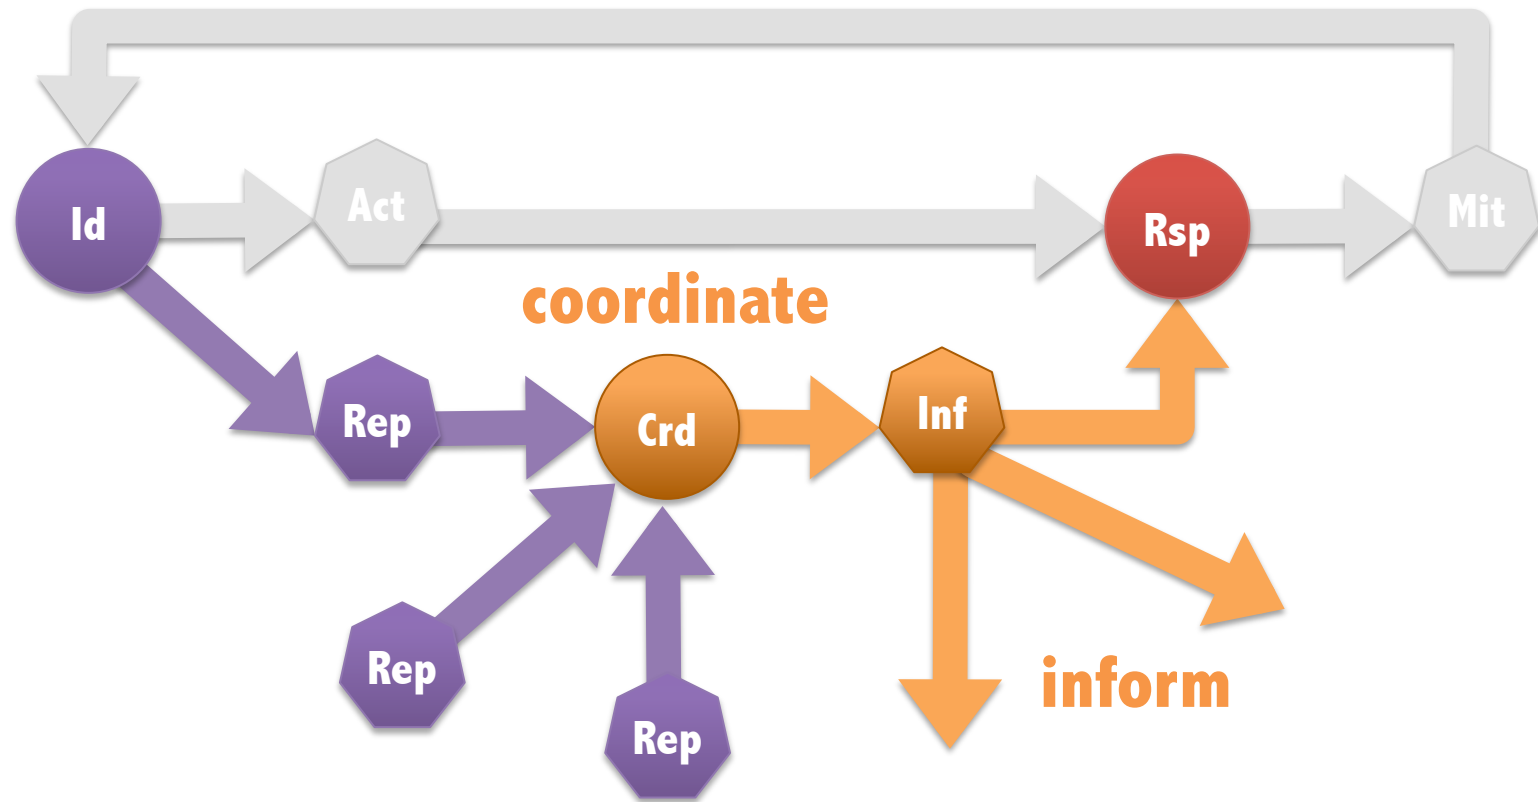 Id
Act
Rsp
Mit
coordinate
Rep
Crd
Inf
Rep
inform
Rep